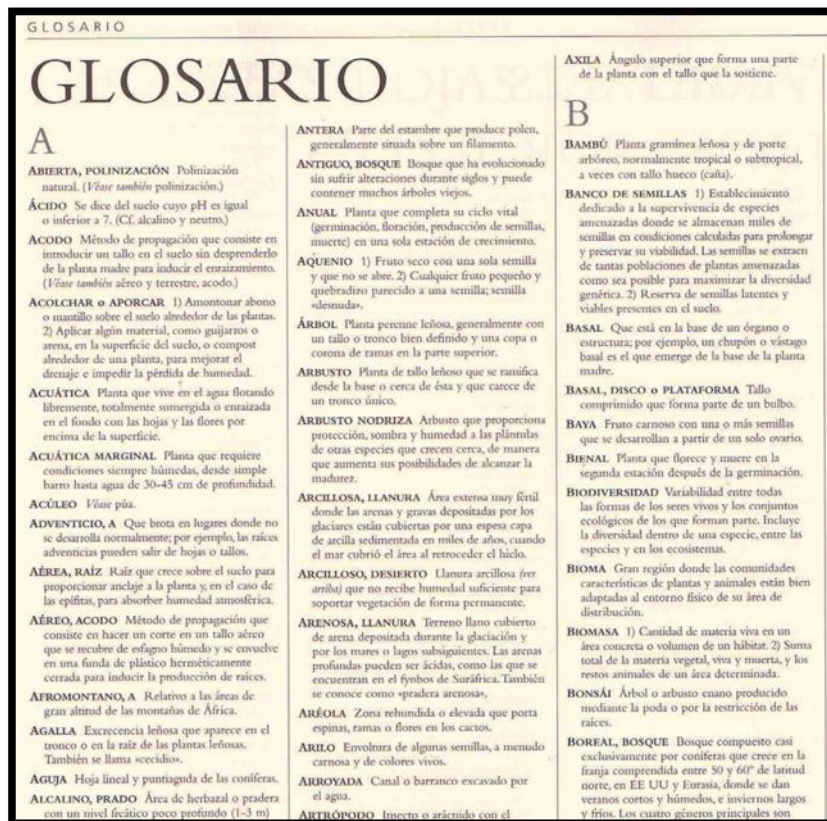 GLOSARIO
GLOSARIO
A
ABIERTA, POLINIZACIÓN Polinización
natural. (Véase también polinización.)
ÁCIDO Se dice del suelo cuyo pH es igual
o inferior a 7. (Cf. alcalino y neutro.)
ACODO Método de propagación que consiste en
introducir un tallo en el suelo sin desprenderlo
de la planta madre para inducir el enraizamiento.
(Véase también aéreo y terrestre, acodo.)
ACOLCHAR o APORCAR 1) Amontonar abono
o mantillo sobre el suelo alrededor de las plantas.
2) Aplicar algún material, como guijarros o
arena, en la superficie del suelo, o compost
alrededor de una planta, para mejorar el
drenaje e impedir la pérdida de humedad.
ACUÁTICA Planta que vive en el agua flotando
libremente, totalmente sumergida o enraizada
en el fondo con las hojas y las flores por
encima de la superficie.
ACUÁTICA MARGINAL Planta que requiere
condiciones siempre húmedas, desde simple
barro hasta agua de 30-45 cm de profundidad.
ACÚLEO Véase púa.
ADVENTICIO, A Que brota en lugares donde no
se desarrolla normalmente; por ejemplo, las raíces
adventicias pueden salir de hojas o tallos.
AÉREA, RAÍZ Raíz que crece sobre el suelo para
proporcionar anclaje a la planta y, en el caso de
las epífitas, para absorber humedad atmosférica.
AÉREO, ACODO Método de propagación que
consiste en hacer un corte en un tallo aéreo
que se recubre de esfagno húmedo y se envuelve
en una funda de plástico herméticamente
cerrada para inducir la producción de raíces.
AFROMONTANO, A Relativo a las áreas de
gran altitud de las montañas de África.
AGALLA Excrecencia leñosa que aparece en el
tronco o en la raíz de las plantas leñosas.
También se llama «cecidio».
AGUJA Hoja lineal y puntiaguda de las coníferas.
ALCALINO, PRADO Área de herbazal o pradera
con un nivel freático poco profundo (1-3 m)
ANTERA Parte del estambre que produce polen,
generalmente situada sobre un filamento.
ANTIGUO, BOSQUE Bosque que ha evolucionado
sin sufrir alteraciones durante siglos y puede
contener muchos árboles viejos.
ANUAL Planta que completa su ciclo vital
(germinación, floración, producción de semillas,
muerte) en una sola estación de crecimiento.
AQUENIO 1) Fruto seco con una sola semilla
y que no se abre. 2) Cualquier fruto pequeño y
quebradizo parecido a una semilla; semilla
«desnuda».
ÁRBOL Planta perenne leñosa, generalmente con
un tallo o tronco bien definido y una copa o
corona de ramas en la parte superior.
ARBUSTO Planta de tallo leñoso que se ramifica
desde la base o cerca de ésta y que carece de
un tronco único.
ARBUSTO NODRIZA Arbusto que proporciona
protección, sombra y humedad a las plántulas
de otras especies que crecen cerca, de manera
que aumenta sus posibilidades de alcanzar la
madurez.
ARCILLOSA, LLANURA Área extensa muy fértil
donde las arenas y gravas depositadas por los
glaciares están cubiertas por una espesa capa
de arcilla sedimentada en miles de años, cuando
el mar cubrió el área al retroceder el hielo.
ARCILLOSO, DESIERTO Llanura arcillosa (ver
arriba) que no recibe humedad suficiente para
soportar vegetación de forma permanente.
ARENOSA, LLANURA Terreno llano cubierto
de arena depositada durante la glaciación y
por los mares o lagos subsiguientes. Las arenas
profundas pueden ser ácidas, como las que se
encuentran en el fynbos de Suráfrica. También
se conoce como «pradera arenosa».
ARÉOLA Zona rehundida o elevada que porta
espinas, ramas o flores en los cactos.
ARILO Envoltura de algunas semillas, a menudo
carnosa y de colores vivos.
ARROYADA Canal o barranco excavado por
el agua.
ARTRÓPODO Insecto o arácnido con el
AXILA Ángulo superior que forma una parte
de la planta con el tallo que la sostiene.
B
BAMBÚ Planta gramínea leñosa y de porte
arbóreo, normalmente tropical o subtropical,
a veces con tallo hueco (caña).
BANCO DE SEMILLAS 1) Establecimiento
dedicado a la supervivencia de especies
amenazadas donde se almacenan miles de
semillas en condiciones calculadas para prolongar
y preservar su viabilidad. Las semillas se extraen
de tantas poblaciones de plantas amenazadas
como sea posible para maximizar la diversidad
genética. 2) Reserva de semillas latentes y
viables presentes en el suelo.
BASAL Que está en la base de un órgano o
estructura; por ejemplo, un chupón o vástago
basal es el que emerge de la base de la planta
madre.
BASAL, DISCO o PLATAFORMA Tallo
comprimido que forma parte de un bulbo.
BAYA Fruto carnoso con una o más semillas
que se desarrollan a partir de un solo ovario.
BIENAL Planta que florece y muere en la
segunda estación después de la germinación.
BIODIVERSIDAD Variabilidad entre todas
las formas de los seres vivos y los conjuntos
ecológicos de los que forman parte. Incluye
la diversidad dentro de una especie, entre las
especies y en los ecosistemas.
BIOMA Gran región donde las comunidades
características de plantas y animales están bien
adaptadas al entorno físico de su área de
distribución.
BIOMASA 1) Cantidad de materia viva en un
área concreta o volumen de un hábitat. 2) Suma
total de la materia vegetal, viva y muerta, y los
restos animales de un área determinada.
BONSÁI Árbol o arbusto enano producido
mediante la poda o por la restricción de las
raíces.
BOREAL, BOSQUE Bosque compuesto casi
exclusivamente por coníferas que crece en la
franja comprendida entre 50 y 60° de latitud
norte, en EE UU y Eurasia, donde se dan
veranos cortos y húmedos, e inviernos largos
y fríos. Los cuatro géneros principales son